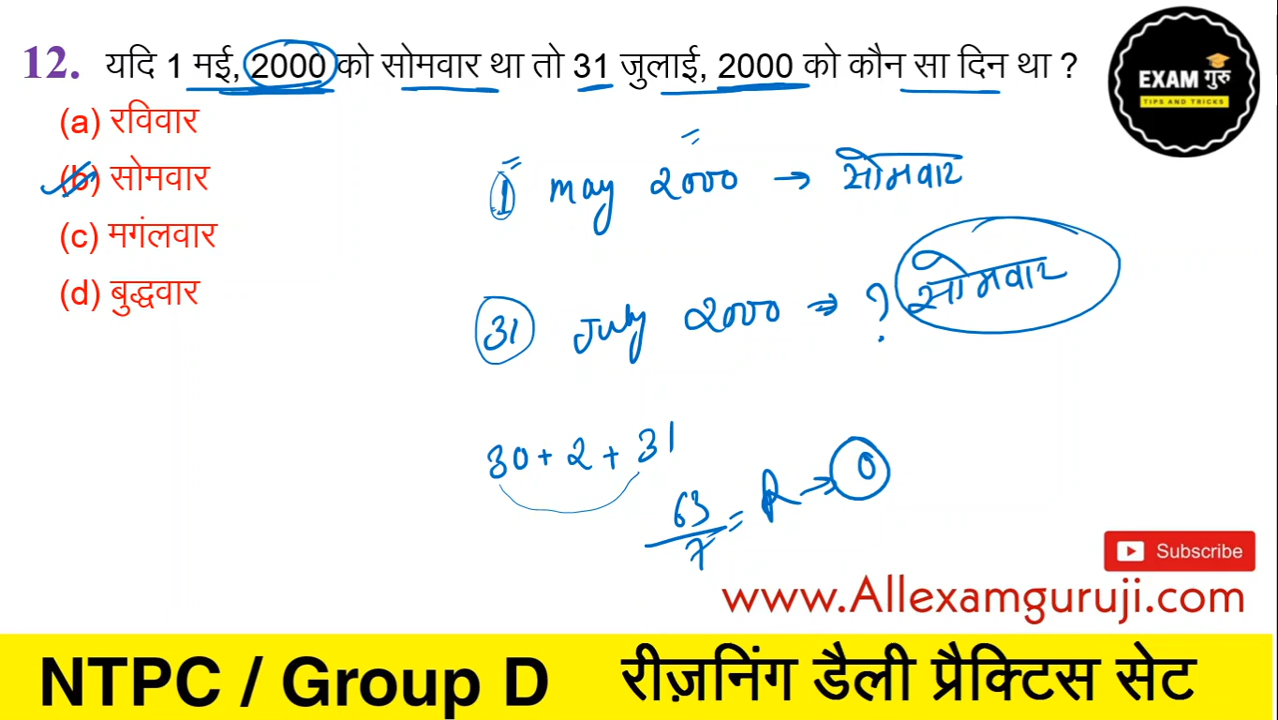 12. यदि 1 मई, 2000 को सोमवार था तो 31 जुलाई, 2000 को कौन सा दिन था ?
(a) रविवार
(b) सोमवार
(c) मगंलवार
(d) बुद्धवार
EXAM गुरु
TIPS AND TRICKS
1 may 2000 → सोमवार
31 July 2000 → ? सोमवार
30 + 2 + 31
63/7 = R → 0
Subscribe
www.Allexamguruji.com
NTPC / Group D रीज़निंग डैली प्रैक्टिस सेट